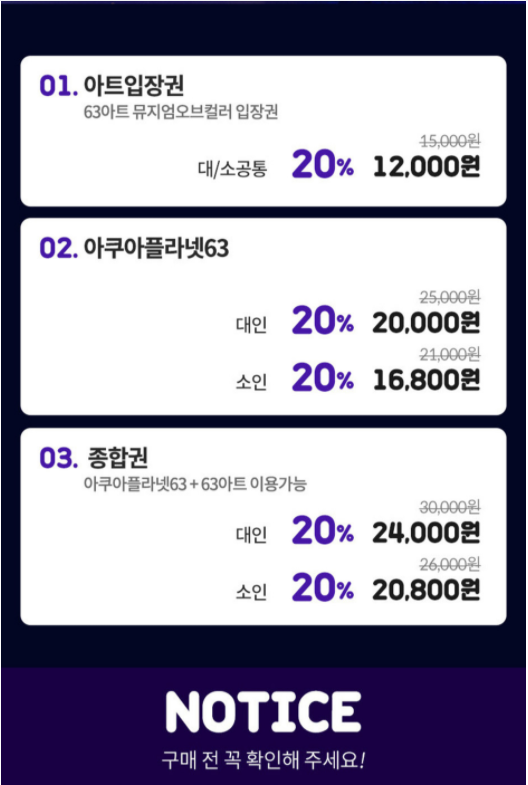 01. 아트입장권
63아트 뮤지엄오브컬러 입장권
15,000원
대/소공통 20% 12,000원
02. 아쿠아플라넷63
25,000원
대인 20% 20,000원
21,000원
소인 20% 16,800원
03. 종합권
아쿠아플라넷63 + 63아트 이용가능
30,000원
대인 20% 24,000원
26,000원
소인 20% 20,800원
NOTICE
구매 전 꼭 확인해 주세요!